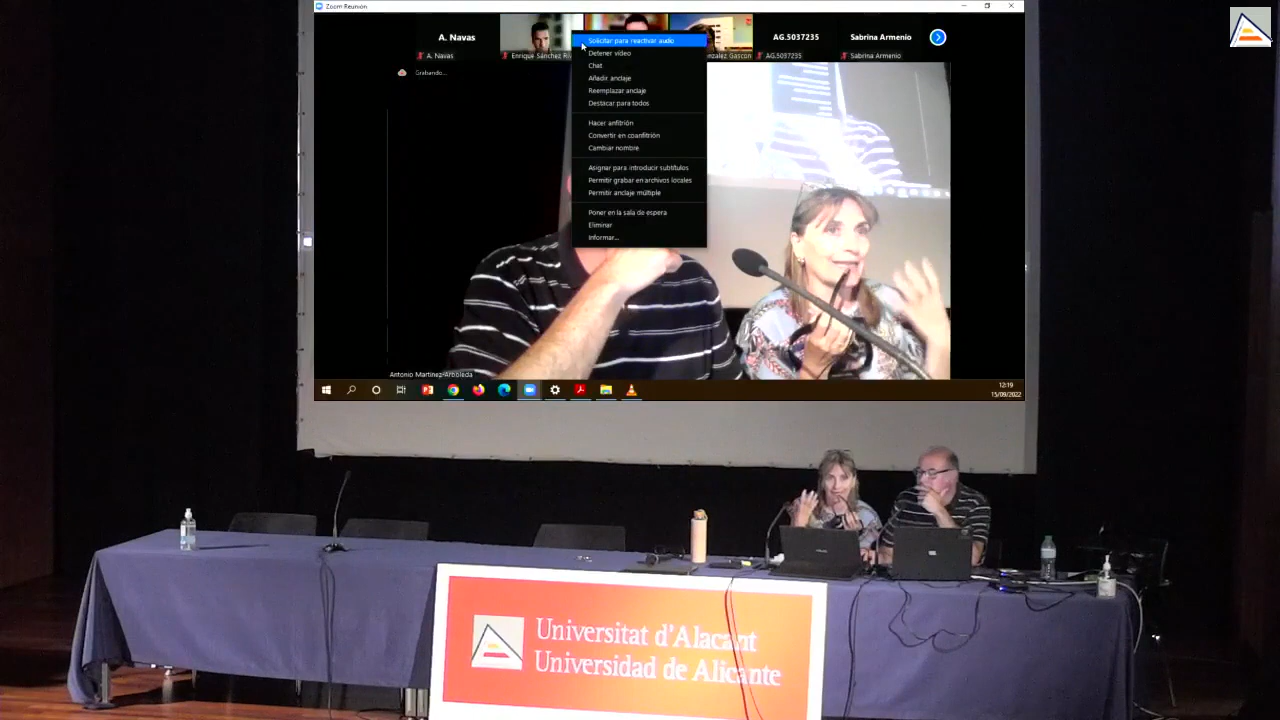 Zoom Reunión
A. Navas
AG.5037235
Sabrina Armenio
A. Navas
Enrique Sánchez
AG.5037235
Sabrina Armenio
Grabando...
Solicitar para reactivar audio
Detener vídeo
Chat
Añadir anclaje
Reemplazar anclaje
Destacar para todos
Hacer anfitrión
Convertir en coanfitrión
Cambiar nombre
Asignar para introducir subtítulos
Permitir grabar en archivos locales
Permitir anclaje múltiple
Poner en la sala de espera
Eliminar
Informar...
Antonio Martínez-Arboleda
12:19
15/09/2022
Universitat d'Alacant
Universidad de Alicante